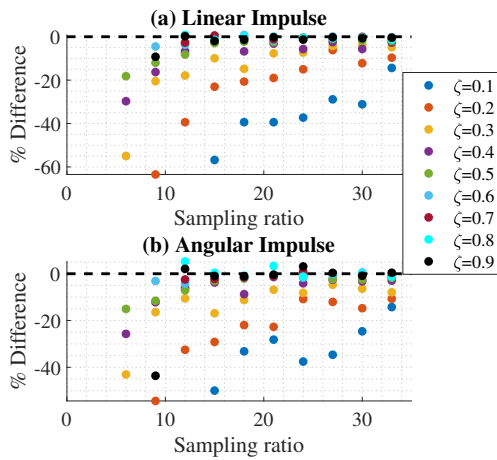 (a) Linear Impulse
0
-20
-40
-60
% Difference
0
10
20
30
Sampling ratio
ζ=0.1
ζ=0.2
ζ=0.3
ζ=0.4
ζ=0.5
ζ=0.6
ζ=0.7
ζ=0.8
ζ=0.9
(b) Angular Impulse
0
-20
-40
% Difference
0
10
20
30
Sampling ratio